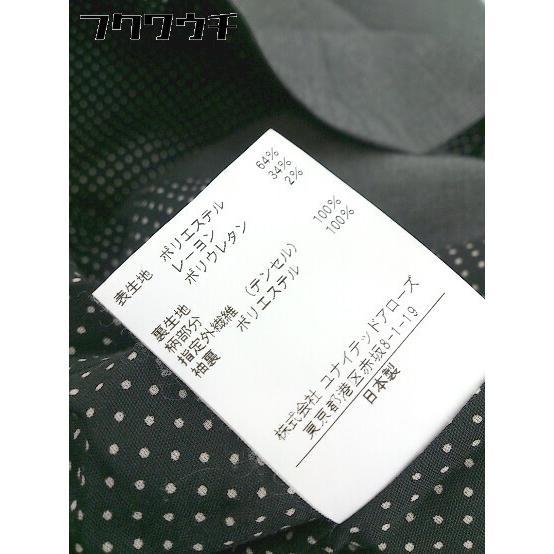 フクウウチ
表生地 ポリエステル 64%
レーヨン 34%
ポリウレタン 2%
裏生地
柄部分
指定外繊維 (テンセル) 100%
袖裏 ポリエステル 100%
株式会社 ユナイテッドアローズ
東京都港区赤坂8-1-19
日本製